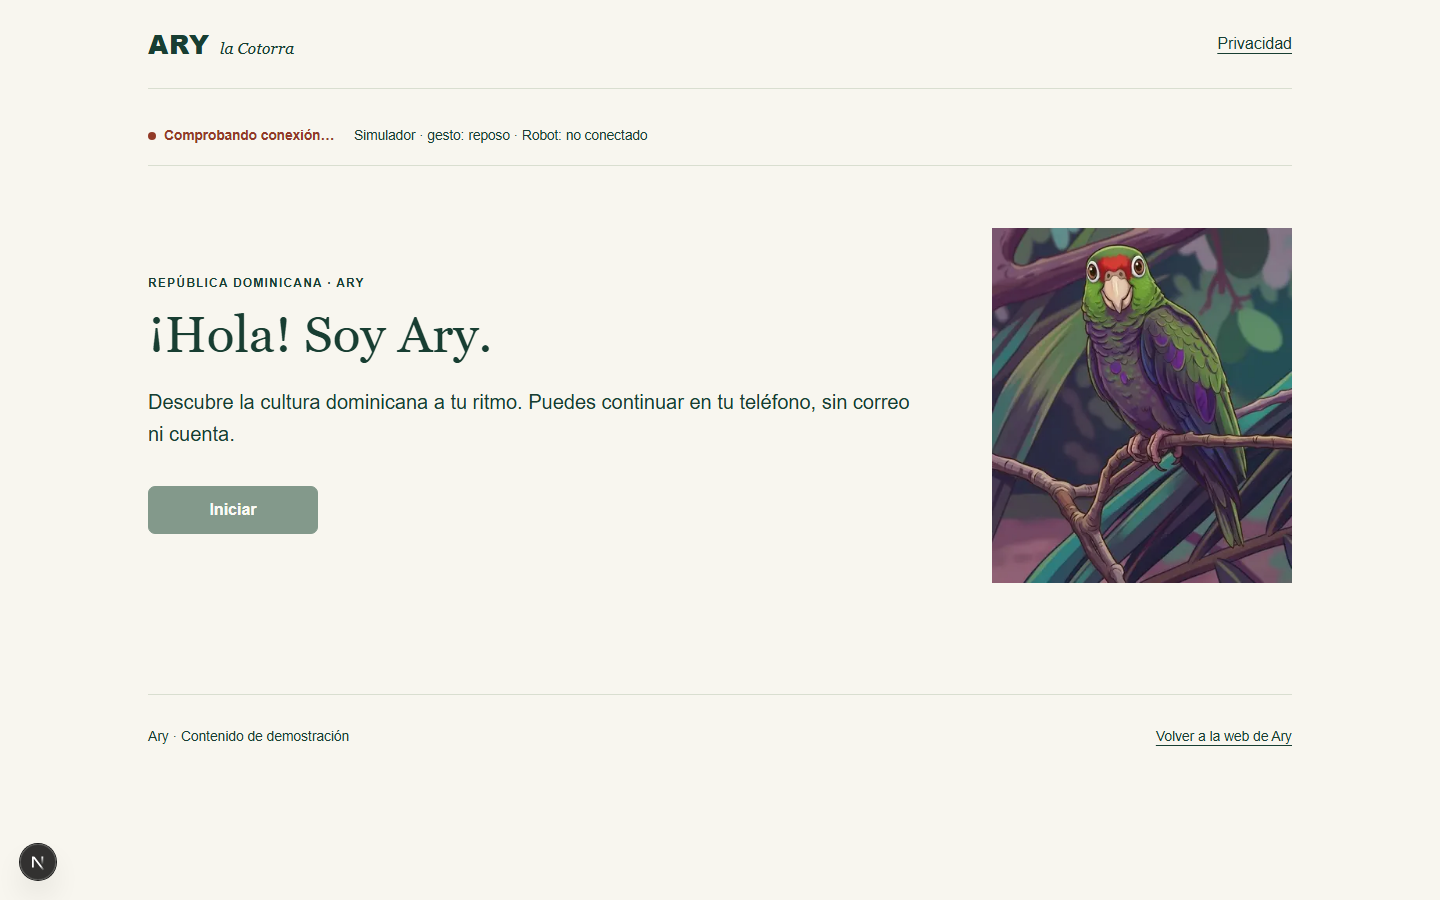 ARY la Cotorra
Privacidad
Comprobando conexión... Simulador · gesto: reposo · Robot: no conectado
REPÚBLICA DOMINICANA · ARY
¡Hola! Soy Ary.
Descubre la cultura dominicana a tu ritmo. Puedes continuar en tu teléfono, sin correo
ni cuenta.
Iniciar
Ary · Contenido de demostración
Volver a la web de Ary
N